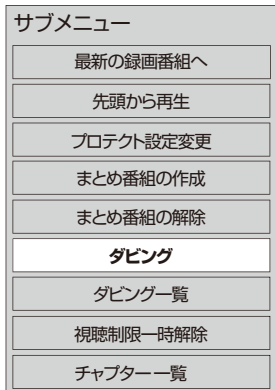 サブメニュー
最新の録画番組へ
先頭から再生
プロテクト設定変更
まとめ番組の作成
まとめ番組の解除
ダビング
ダビング一覧
視聴制限一時解除
チャプター一覧